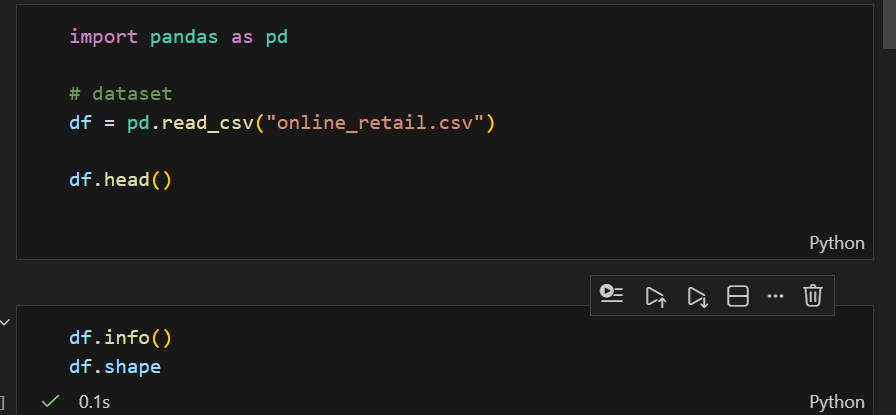 import pandas as pd
# dataset
df = pd.read_csv("online_retail.csv")
df.head()
Python
df.info()
df.shape
]
0.1s
Python